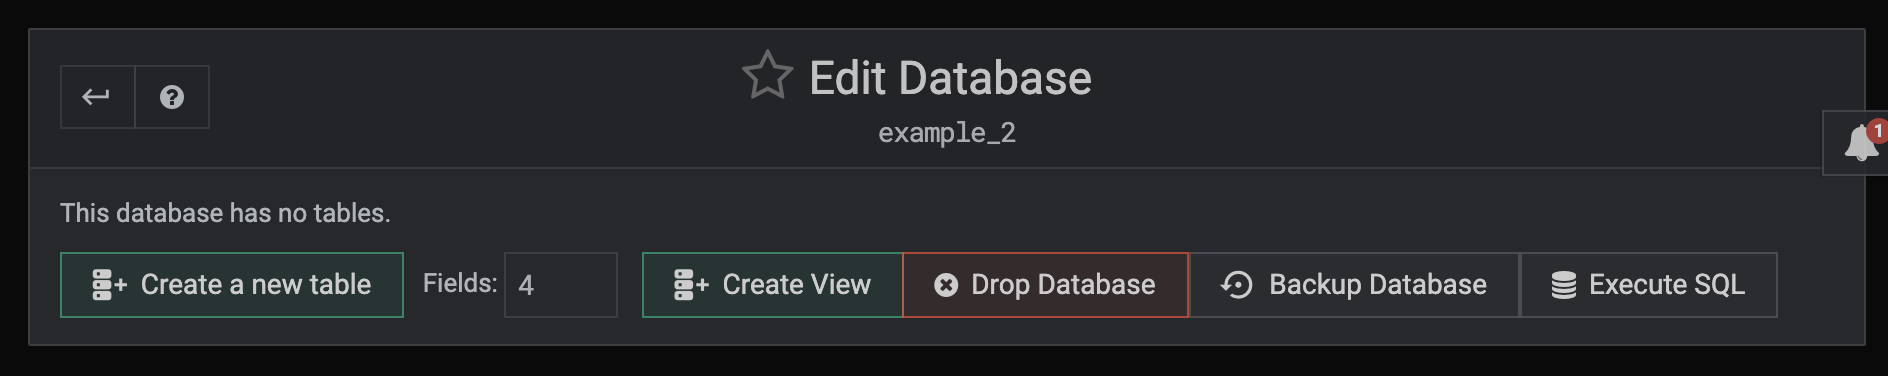 Edit Database
example_2
1
This database has no tables.
Create a new table Fields: 4 Create View Drop Database Backup Database Execute SQL